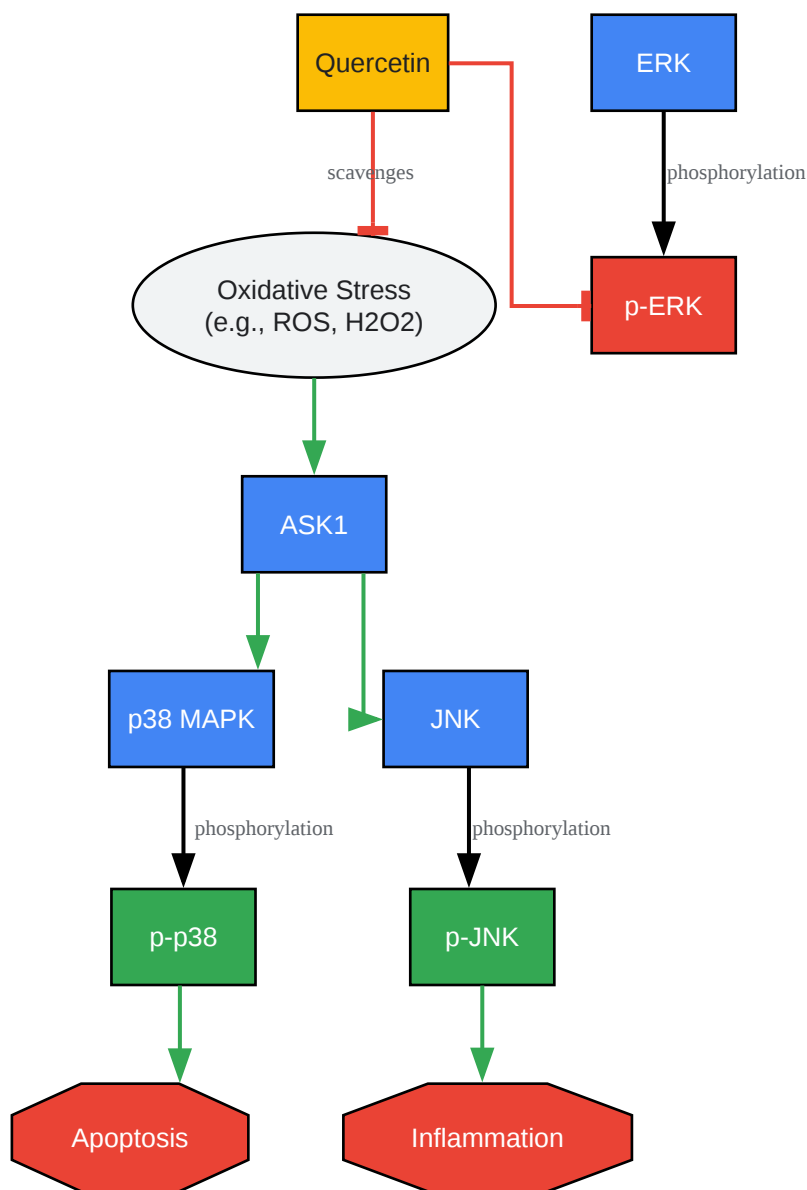 Quercetin
ERK
scavenges
phosphorylation
Oxidative Stress
(e.g., ROS, H2O2)
p-ERK
ASK1
p38 MAPK
JNK
phosphorylation
phosphorylation
p-p38
p-JNK
Apoptosis
Inflammation